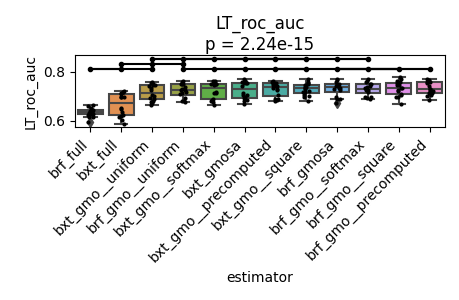 LT_roc_auc
p = 2.24e-15
LT_roc_auc
0.8
0.6
brf_full
bxt_full
bxt_gmo__uniform
brf_gmo__uniform
bxt_gmo__softmax
bxt_gmosa
bxt_gmo__precomputed
bxt_gmo__square
brf_gmosa
brf_gmo__softmax
brf_gmo__square
brf_gmo__precomputed
estimator